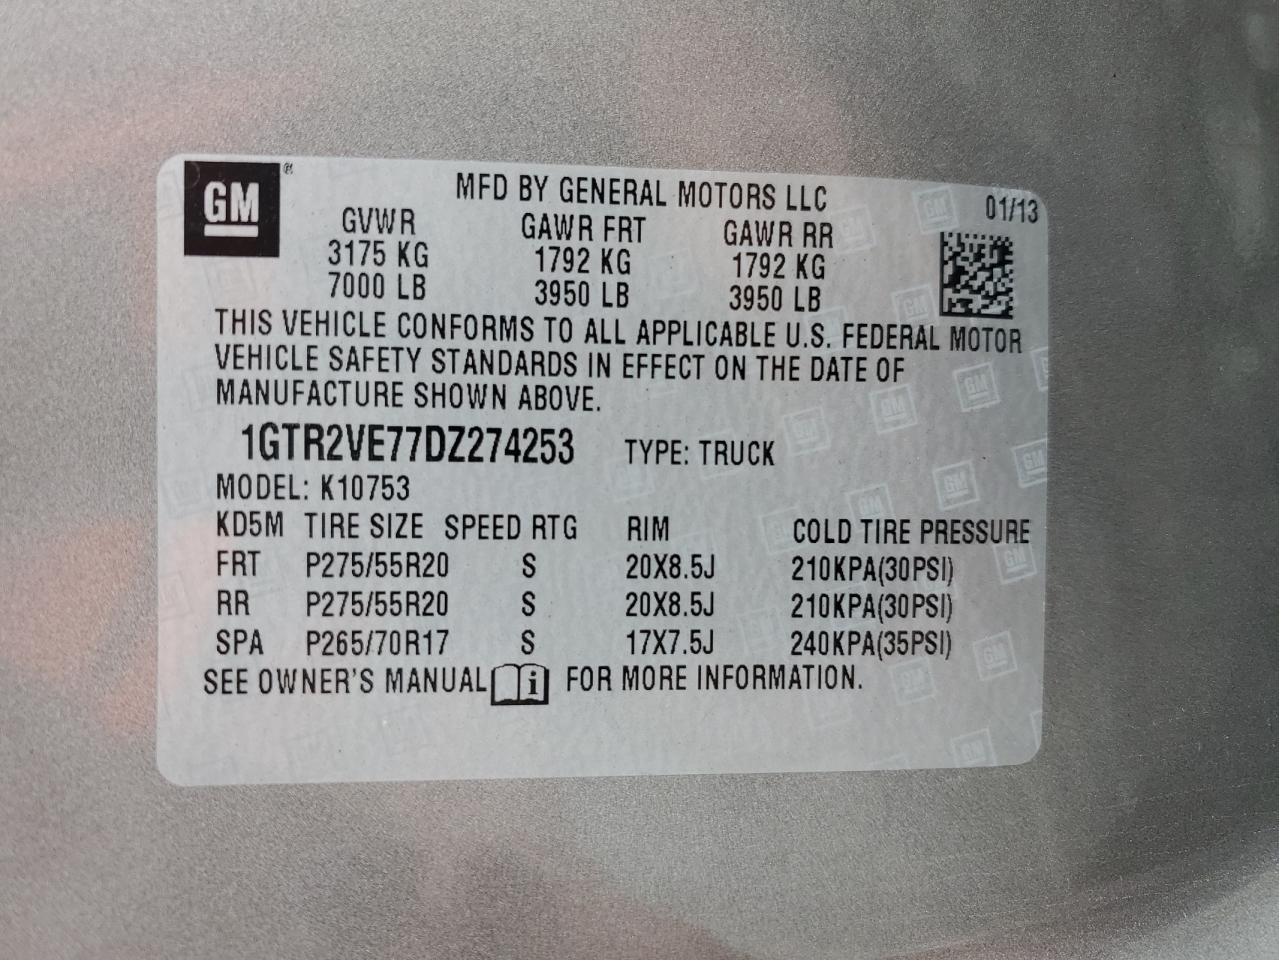 GM ®
MFD BY GENERAL MOTORS LLC
01/13
GVWR GAWR FRT GAWR RR
3175 KG 1792 KG 1792 KG
7000 LB 3950 LB 3950 LB
THIS VEHICLE CONFORMS TO ALL APPLICABLE U.S. FEDERAL MOTOR
VEHICLE SAFETY STANDARDS IN EFFECT ON THE DATE OF
MANUFACTURE SHOWN ABOVE.
1GTR2VE77DZ274253 TYPE: TRUCK
MODEL: K10753
KD5M TIRE SIZE SPEED RTG RIM COLD TIRE PRESSURE
FRT P275/55R20 S 20X8.5J 210KPA(30PSI)
RR P275/55R20 S 20X8.5J 210KPA(30PSI)
SPA P265/70R17 S 17X7.5J 240KPA(35PSI)
SEE OWNER'S MANUAL i FOR MORE INFORMATION.